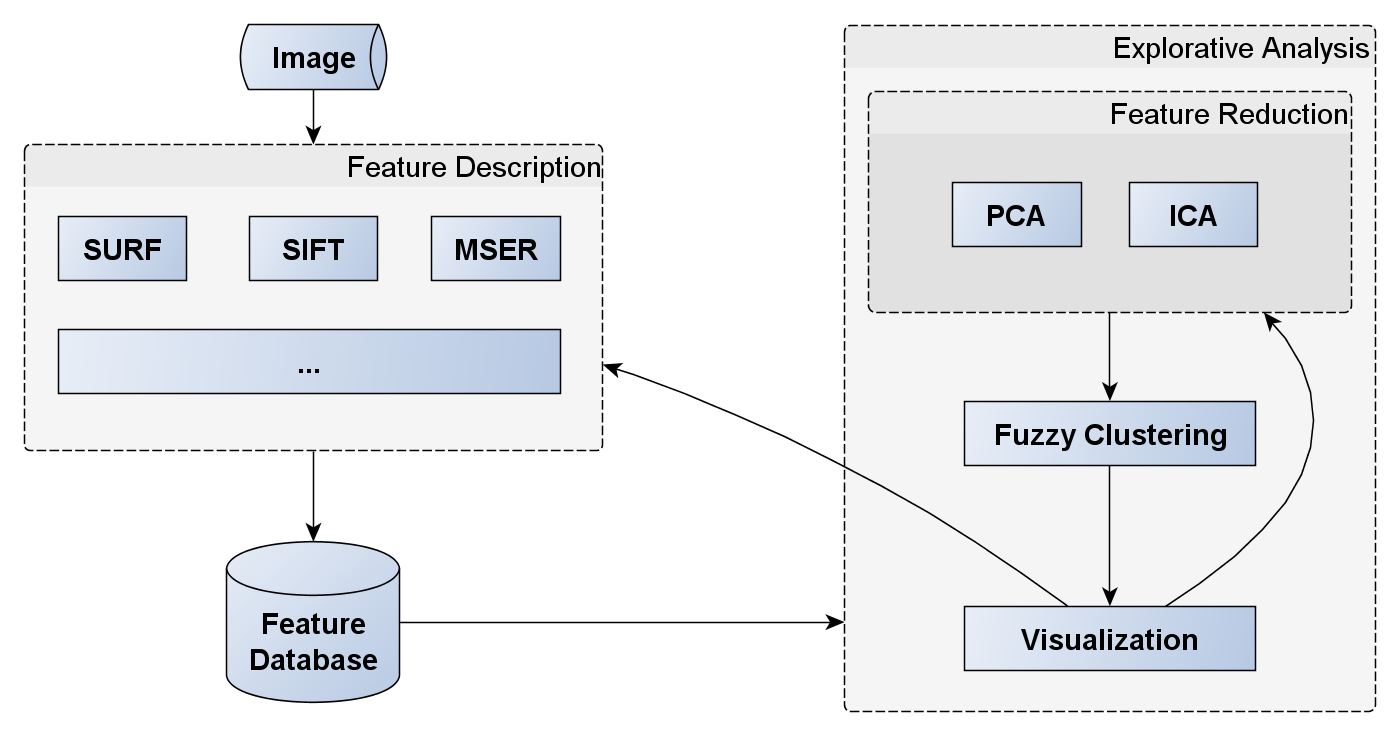 Image
Feature Description
SURF
SIFT
MSER
...
Feature
Database
Explorative Analysis
Feature Reduction
PCA
ICA
Fuzzy Clustering
Visualization